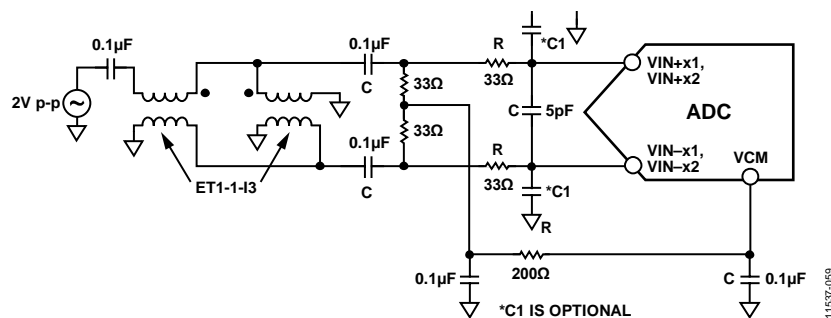 0.1µF
2V p-p
ET1-1-I3
0.1µF
C
33Ω
33Ω
0.1µF
C
R
33Ω
*C1
C 5pF
R
33Ω
*C1
R
VIN+x1,
VIN+x2
ADC
VIN–x1,
VIN–x2
VCM
0.1µF
200Ω
C 0.1µF
*C1 IS OPTIONAL
11537-059